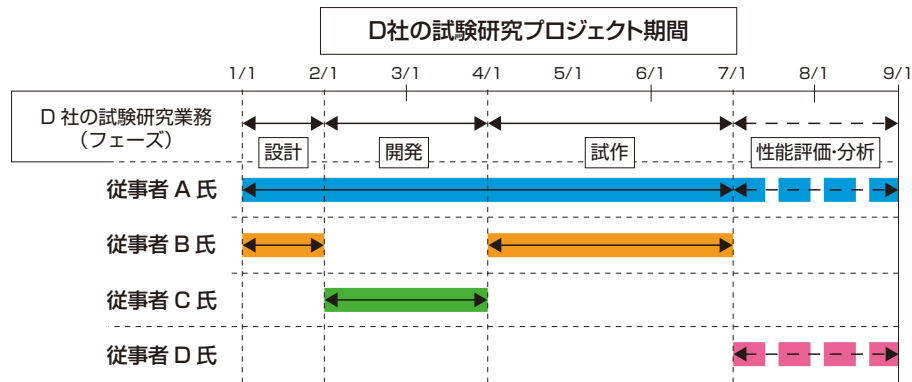 D社の試験研究プロジェクト期間
1/1 2/1 3/1 4/1 5/1 6/1 7/1 8/1 9/1
D 社の試験研究業務
（フェーズ）
設計 開発 試作 性能評価・分析
従事者 A 氏
従事者 B 氏
従事者 C 氏
従事者 D 氏